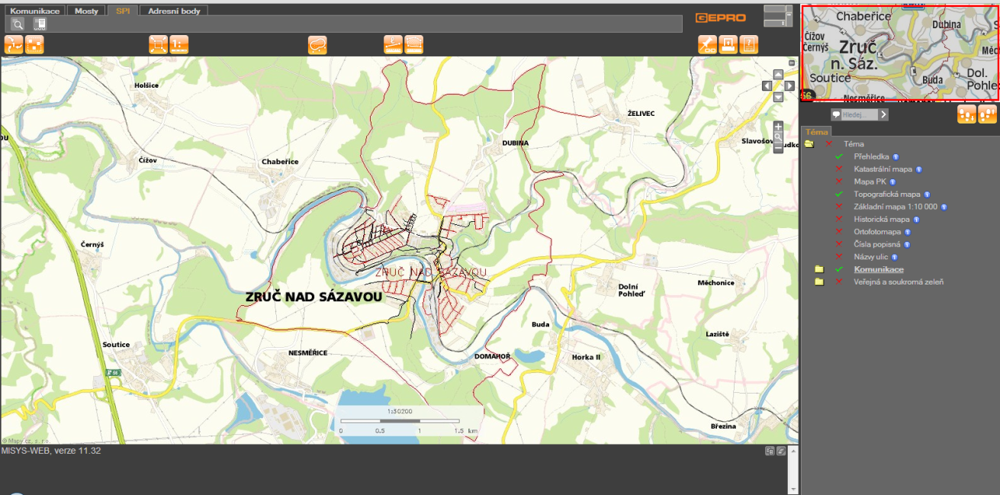 Komunikace Mosty SPI Adresní body
GEPRO
Chabeřice
Dubina
Čížov
Černýš
Zruč
n. Sáz.
Měc
Soutice
Buda
Dol.
Pohle
56
Nesměřice
Hledej...
Holšice
ŽELIVEC
DUBINA
Slavošov
Čížov
Chabeřice
Černýš
ZRUČ NAD SÁZAVOU
ZRUČ NAD SÁZAVOU
Dolní
Pohleď
Měchonice
Buda
Laziště
Soutice
NESMĚŘICE
DOMAHOŘ
Horka II
56
Březina
1:30200
0 0.5 1 1.5 km
© Mapy.cz, s. r.o.
Téma
Téma
Přehledka
Katastrální mapa
Mapa PK
Topografická mapa
Základní mapa 1:10 000
Historická mapa
Ortofotomapa
Čísla popisná
Názvy ulic
Komunikace
Veřejná a soukromá zeleň
MISYS-WEB, verze 11.32